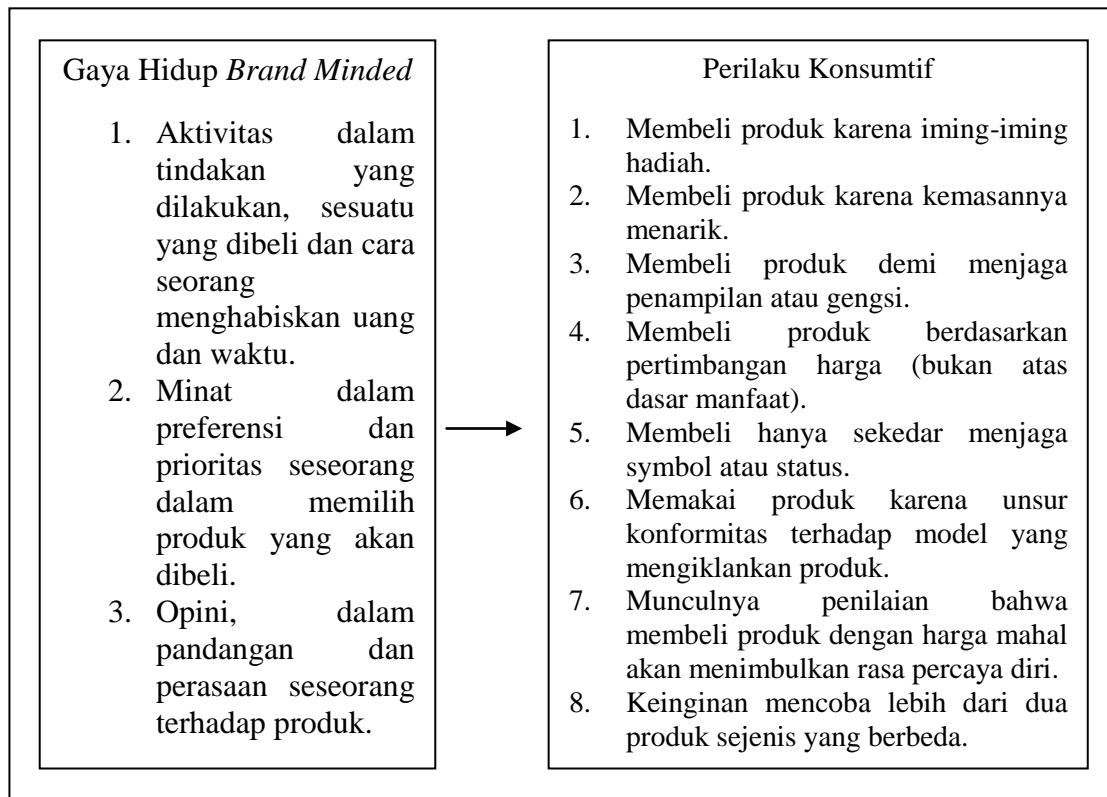 Gaya Hidup Brand Minded
1. Aktivitas dalam
tindakan yang
dilakukan, sesuatu
yang dibeli dan cara
seorang
menghabiskan uang
dan waktu.
2. Minat dalam
preferensi dan
prioritas seseorang
dalam memilih
produk yang akan
dibeli.
3. Opini, dalam
pandangan dan
perasaan seseorang
terhadap produk.
Perilaku Konsumtif
1. Membeli produk karena iming-iming
hadiah.
2. Membeli produk karena kemasannya
menarik.
3. Membeli produk demi menjaga
penampilan atau gengsi.
4. Membeli produk berdasarkan
pertimbangan harga (bukan atas
dasar manfaat).
5. Membeli hanya sekedar menjaga
symbol atau status.
6. Memakai produk karena unsur
konformitas terhadap model yang
mengiklankan produk.
7. Munculnya penilaian bahwa
membeli produk dengan harga mahal
akan menimbulkan rasa percaya diri.
8. Keinginan mencoba lebih dari dua
produk sejenis yang berbeda.